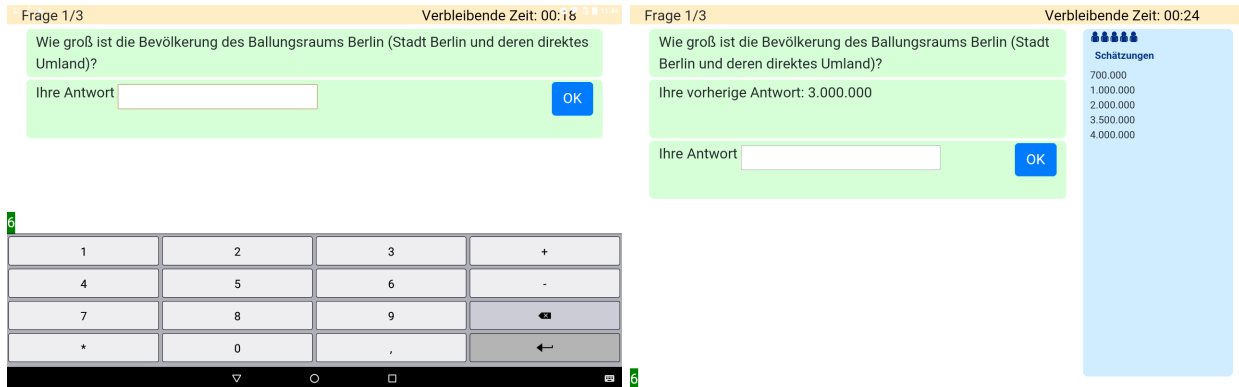 Frage 1/3
Verbleibende Zeit: 00:18
Wie groß ist die Bevölkerung des Ballungsraums Berlin (Stadt Berlin und deren direktes
Umland)?
Ihre Antwort
OK
6
1 2 3 +
4 5 6 -
7 8 9
* 0 ,
Frage 1/3
Verbleibende Zeit: 00:24
Wie groß ist die Bevölkerung des Ballungsraums Berlin (Stadt
Berlin und deren direktes Umland)?
Ihre vorherige Antwort: 3.000.000
Ihre Antwort
OK
Schätzungen
700.000
1.000.000
2.000.000
3.500.000
4.000.000
6